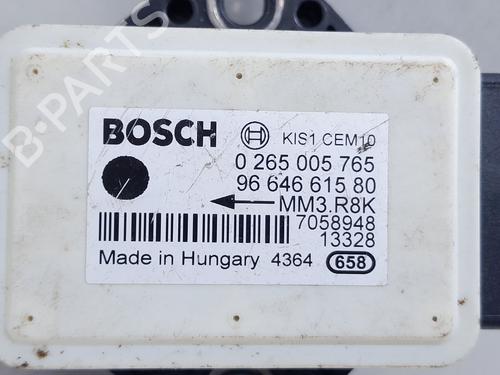 BOSCH KIS1 CEM10
0 265 005 765
96 646 615 80
MM3.R8K
7058948
13328
Made in Hungary 4364 658
B-PARTS